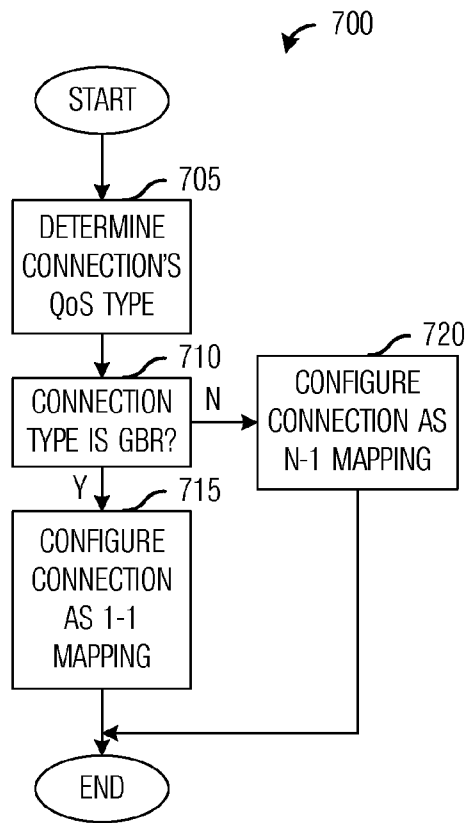 700
START
705
DETERMINE
CONNECTION'S
QoS TYPE
710
CONNECTION
TYPE IS GBR?
N
720
CONFIGURE
CONNECTION AS
N-1 MAPPING
Y
715
CONFIGURE
CONNECTION
AS 1-1
MAPPING
END